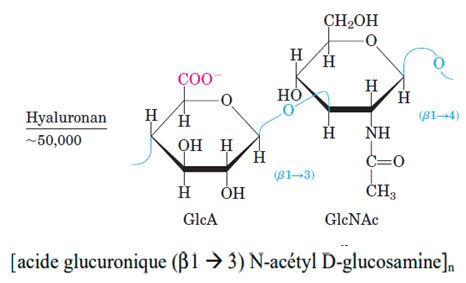 CH₂OH
O
H
H
O
COO⁻
O
HO
H
H
H
H
O
(β1→4)
Hyaluronan
~50,000
H
OH
H
H
H
NH
(β1→3)
C=O
H
OH
CH₃
GlcA
GlcNAc
[acide glucuronique (β1 → 3) N-acétyl D-glucosamine]ₙ